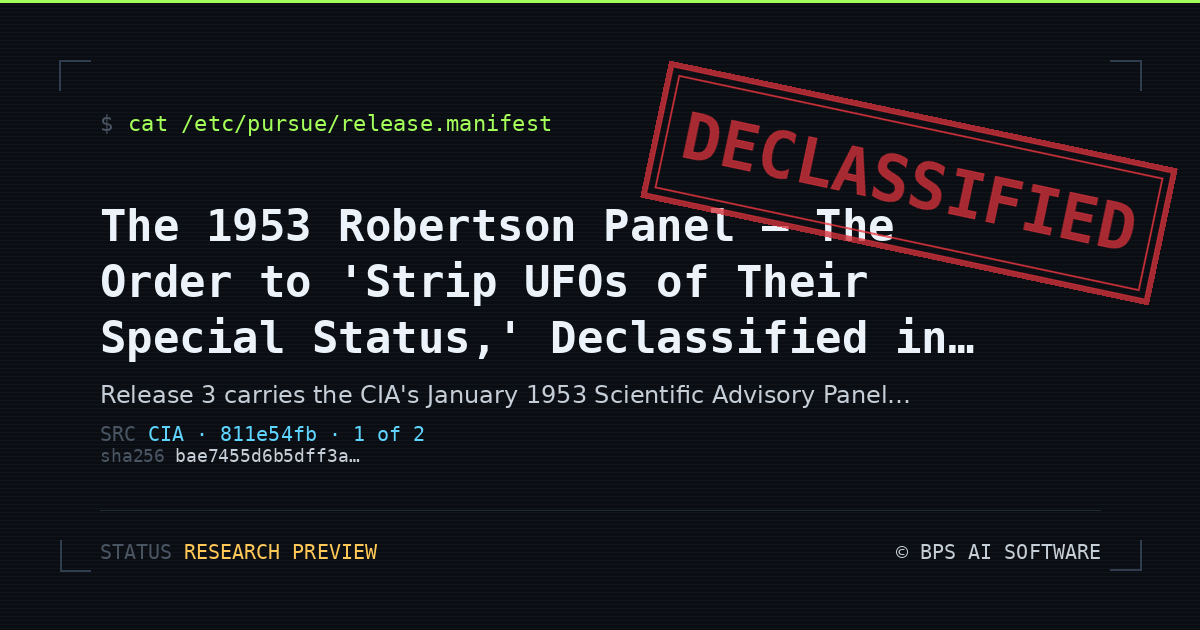 $ cat /etc/pursue/release.manifest
DECLASSIFIED
The 1953 Robertson Panel — The
Order to 'Strip UFOs of Their
Special Status,' Declassified in…
Release 3 carries the CIA's January 1953 Scientific Advisory Panel…
SRC CIA · 811e54fb · 1 of 2
sha256 bae7455d6b5dff3a…
STATUS RESEARCH PREVIEW
© BPS AI SOFTWARE